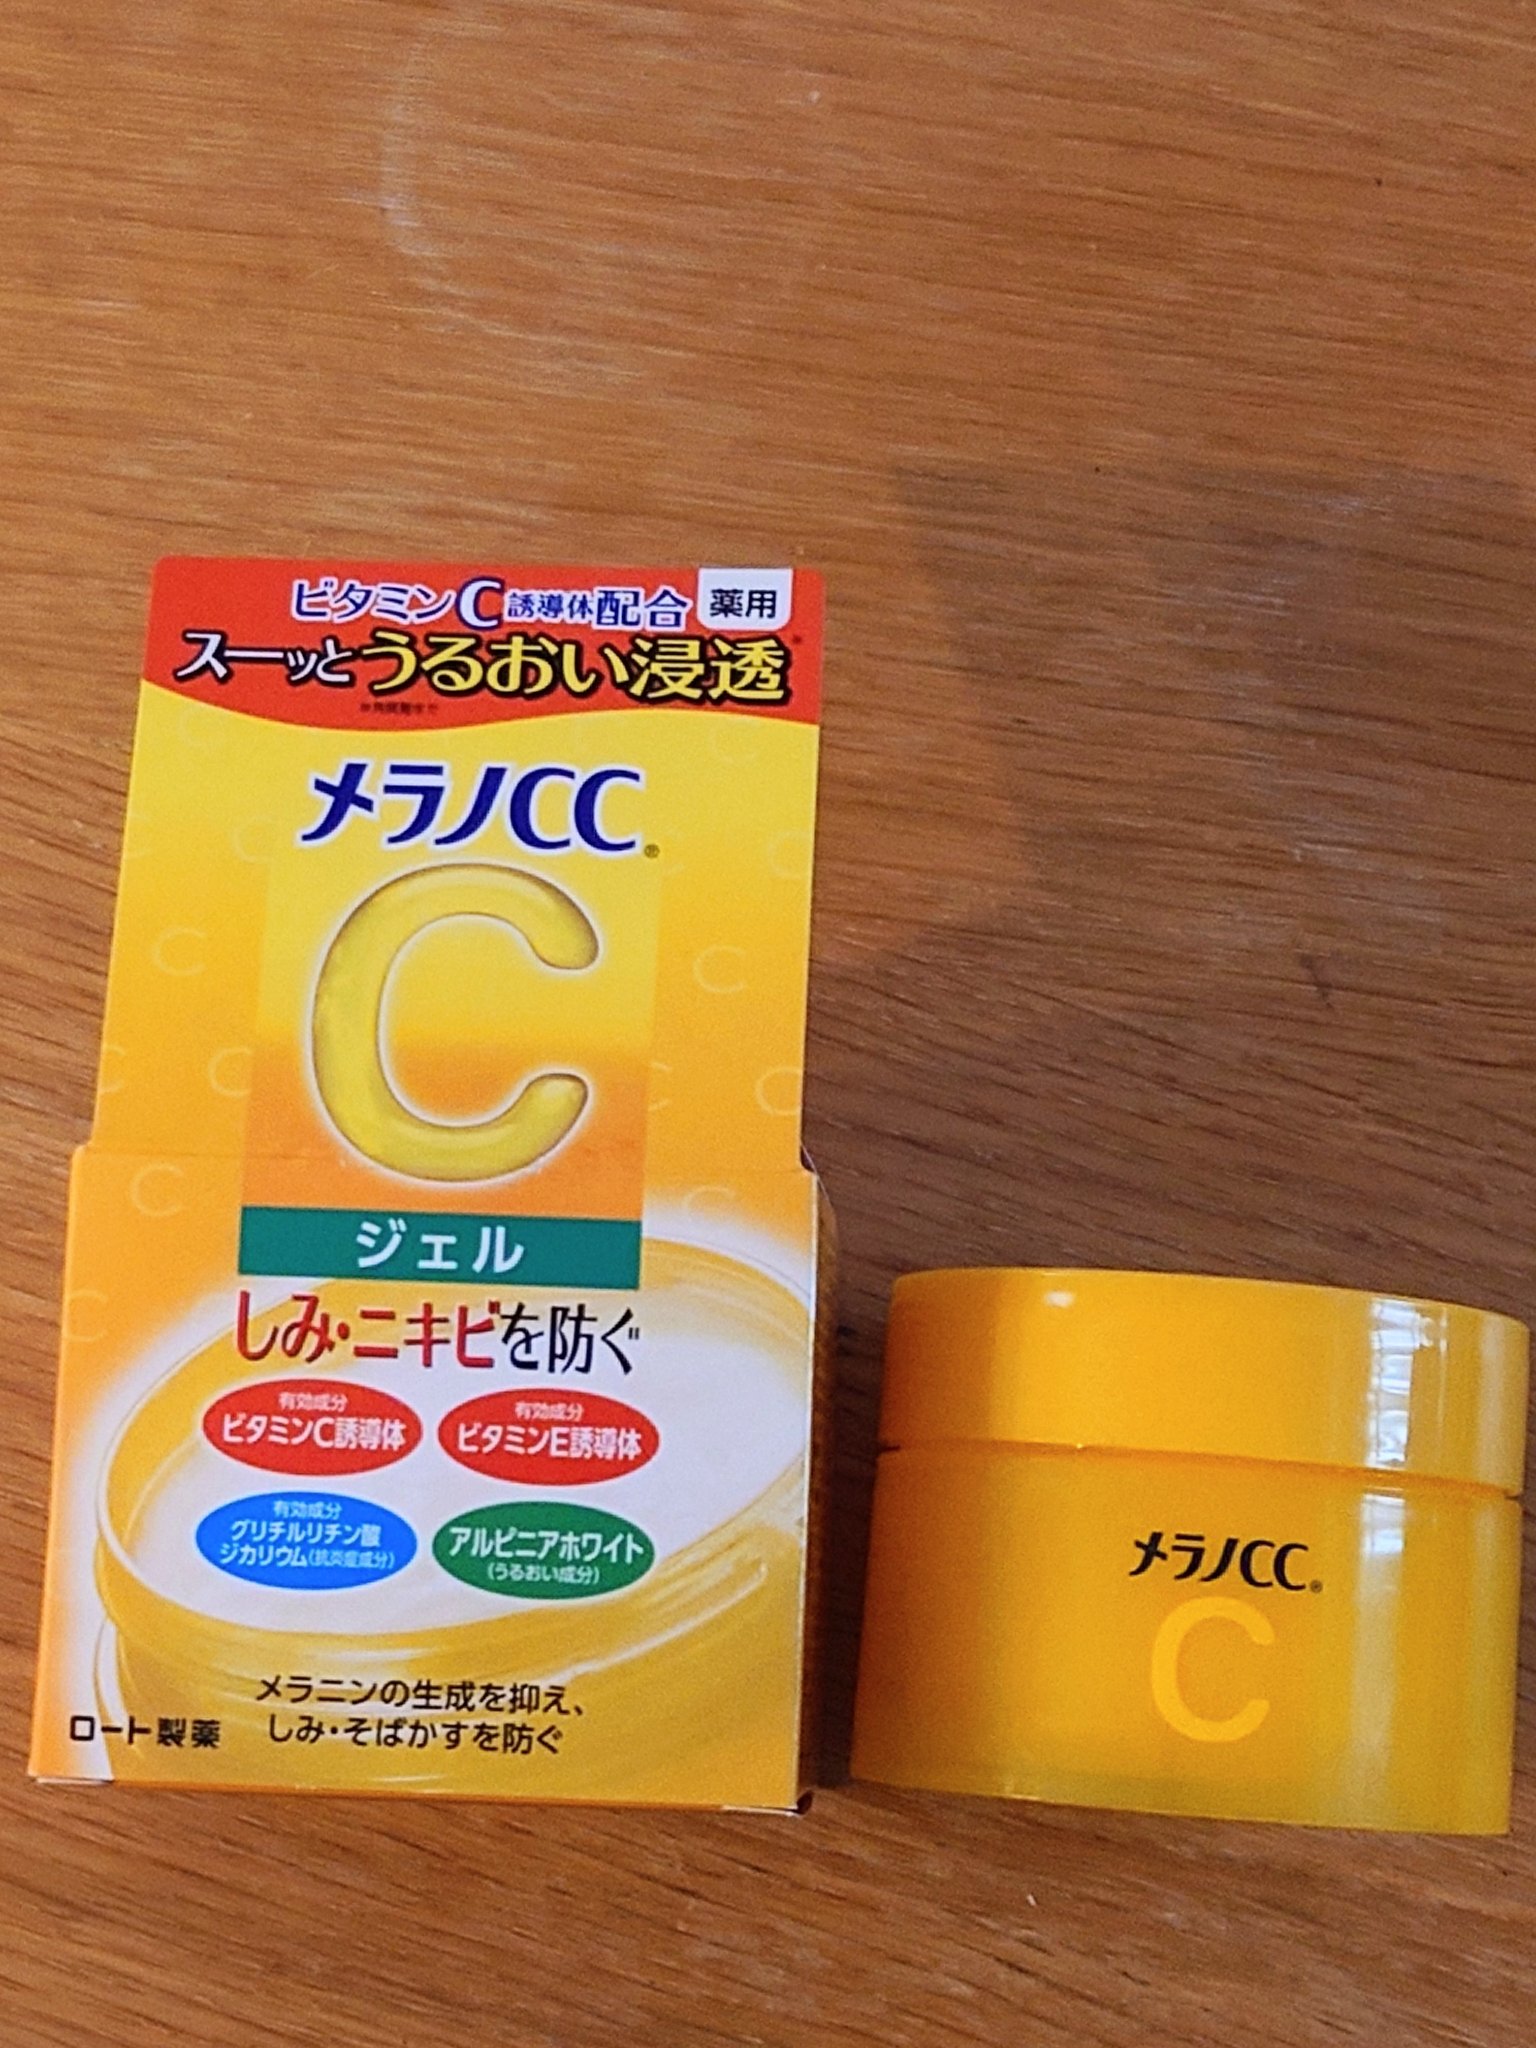 ビタミンC誘導体配合 薬用
スーッとうるおい浸透※
メラノCC®
C
ジェル
しみ・ニキビを防ぐ
有効成分
ビタミンC誘導体
有効成分
ビタミンE誘導体
有効成分
グリチルリチン酸
ジカリウム(抗炎症成分)
アルピニアホワイト
(うるおい成分)
メラニンの生成を抑え、
しみ・そばかすを防ぐ
ロート製薬
メラノCC®
C